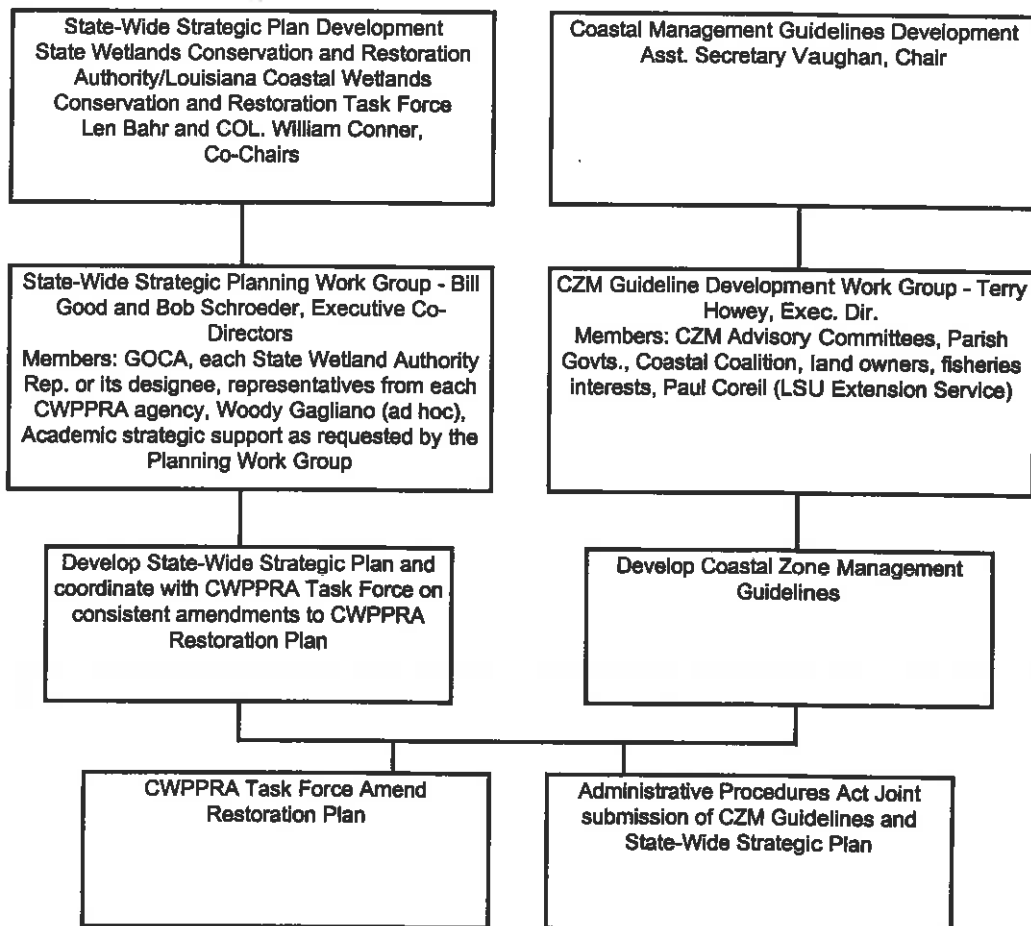 State-Wide Strategic Plan Development
State Wetlands Conservation and Restoration
Authority/Louisiana Coastal Wetlands
Conservation and Restoration Task Force
Len Bahr and COL. William Conner,
Co-Chairs
Coastal Management Guidelines Development
Asst. Secretary Vaughan, Chair
State-Wide Strategic Planning Work Group - Bill
Good and Bob Schroeder, Executive Co-
Directors
Members: GOCA, each State Wetland Authority
Rep. or its designee, representatives from each
CWPPRA agency, Woody Gagliano (ad hoc),
Academic strategic support as requested by the
Planning Work Group
CZM Guideline Development Work Group - Terry
Howey, Exec. Dir.
Members: CZM Advisory Committees, Parish
Govts., Coastal Coalition, land owners, fisheries
interests, Paul Coreil (LSU Extension Service)
Develop State-Wide Strategic Plan and
coordinate with CWPPRA Task Force on
consistent amendments to CWPPRA
Restoration Plan
Develop Coastal Zone Management
Guidelines
CWPPRA Task Force Amend
Restoration Plan
Administrative Procedures Act Joint
submission of CZM Guidelines and
State-Wide Strategic Plan